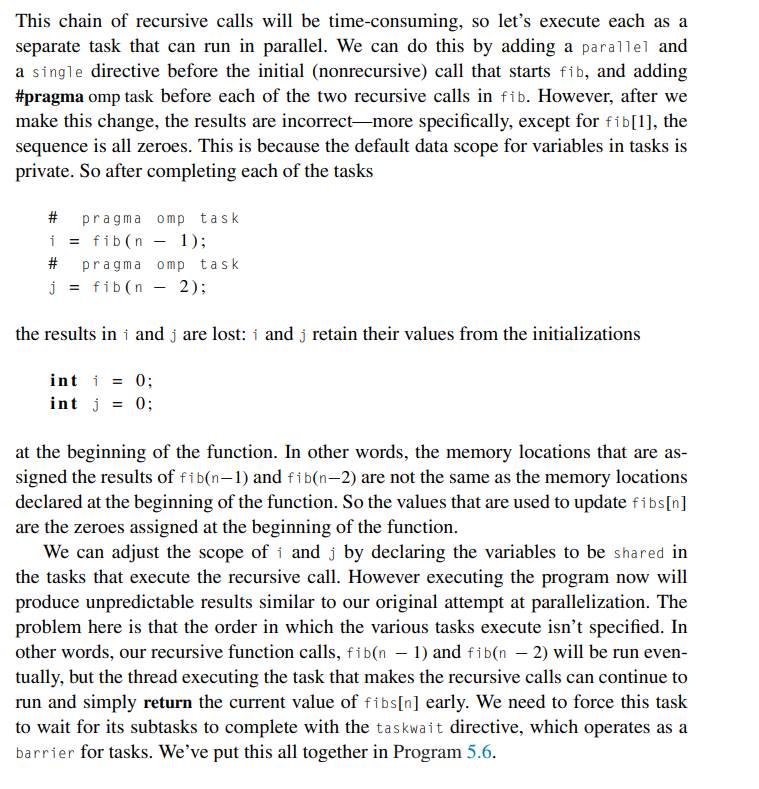 This chain of recursive calls will be time-consuming, so let’s execute each as a
separate task that can run in parallel. We can do this by adding a parallel and
a single directive before the initial (nonrecursive) call that starts fib, and adding
#pragma omp task before each of the two recursive calls in fib. However, after we
make this change, the results are incorrect—more specifically, except for fib[1], the
sequence is all zeroes. This is because the default data scope for variables in tasks is
private. So after completing each of the tasks
# pragma omp task
i = fib(n − 1);
# pragma omp task
j = fib(n − 2);
the results in i and j are lost: i and j retain their values from the initializations
int i = 0;
int j = 0;
at the beginning of the function. In other words, the memory locations that are as-
signed the results of fib(n−1) and fib(n−2) are not the same as the memory locations
declared at the beginning of the function. So the values that are used to update fibs[n]
are the zeroes assigned at the beginning of the function.
We can adjust the scope of i and j by declaring the variables to be shared in
the tasks that execute the recursive call. However executing the program now will
produce unpredictable results similar to our original attempt at parallelization. The
problem here is that the order in which the various tasks execute isn’t specified. In
other words, our recursive function calls, fib(n − 1) and fib(n − 2) will be run even-
tually, but the thread executing the task that makes the recursive calls can continue to
run and simply return the current value of fibs[n] early. We need to force this task
to wait for its subtasks to complete with the taskwait directive, which operates as a
barrier for tasks. We’ve put this all together in Program 5.6.